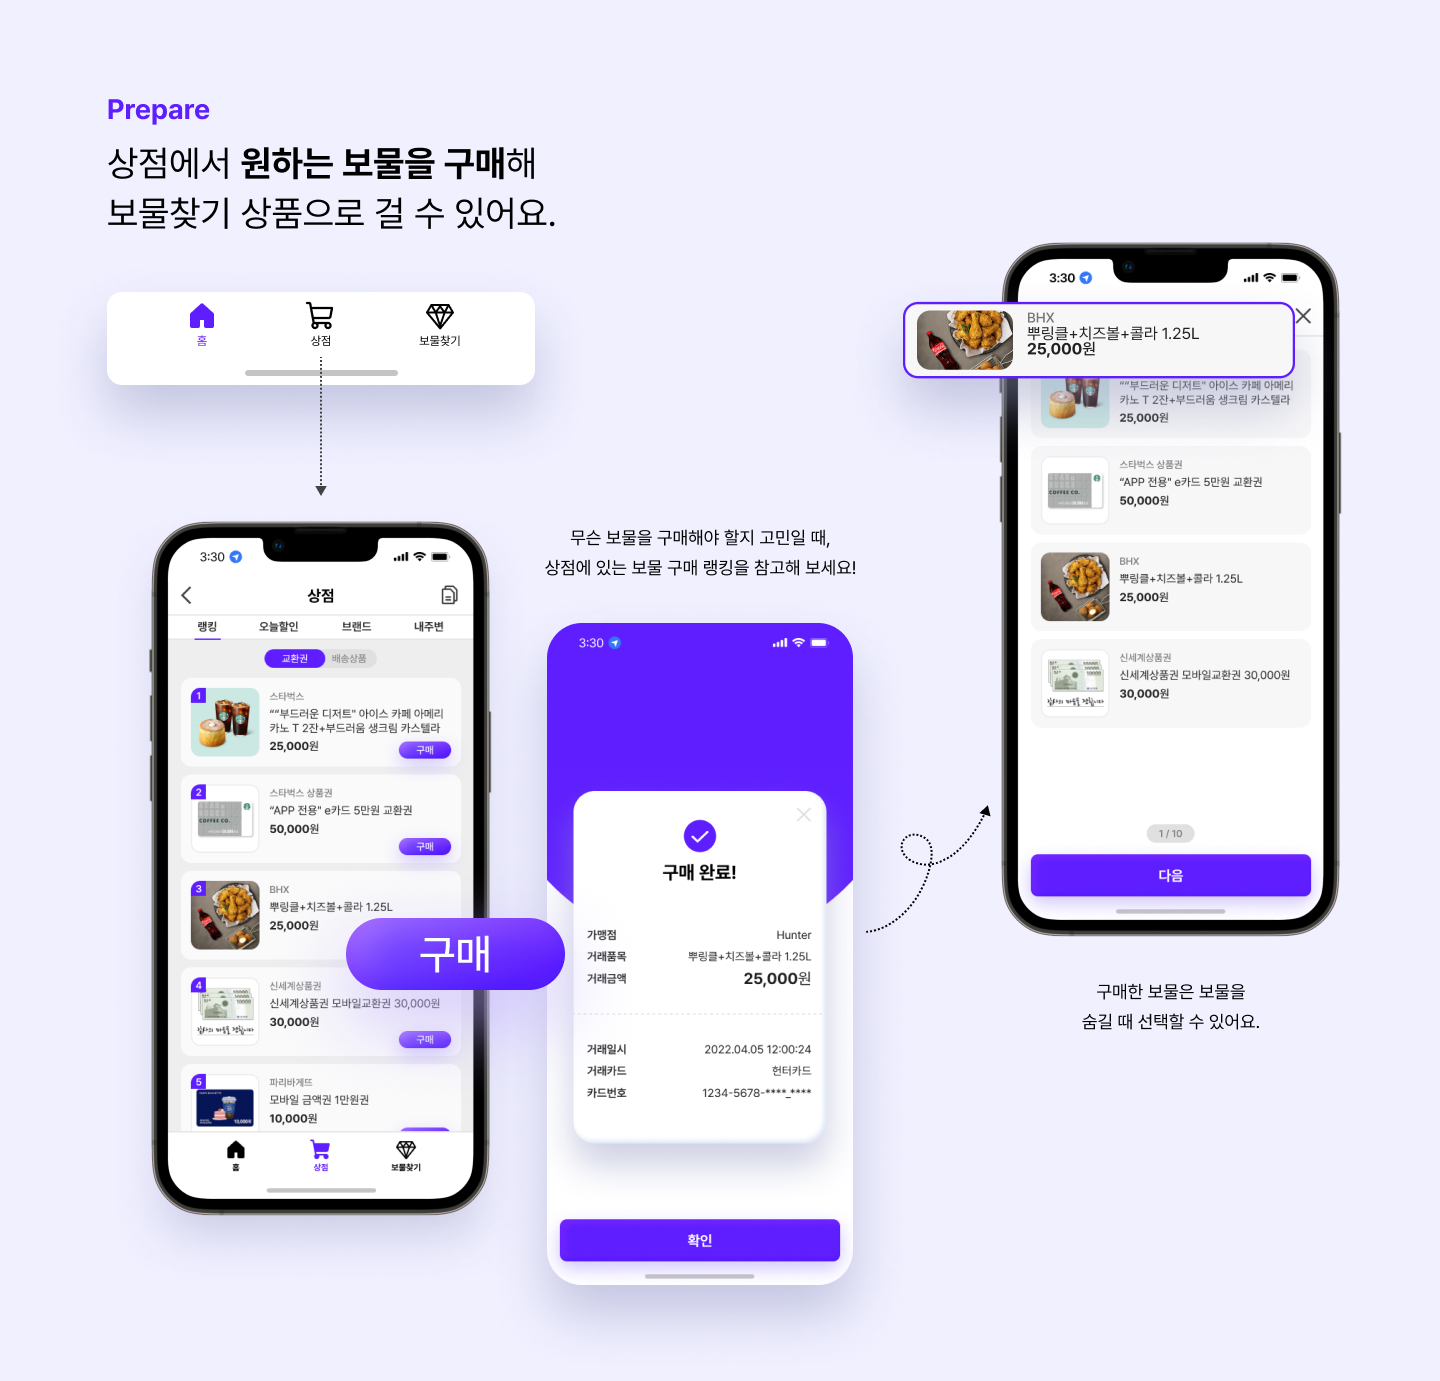 Prepare
상점에서 원하는 보물을 구매해
보물찾기 상품으로 걸 수 있어요.
홈
상점
보물찾기
3:30
상점
랭킹
오늘할인
브랜드
내주변
교환권
배송상품
1
스타벅스
““부드러운 디저트" 아이스 카페 아메리
카노 T 2잔+부드러움 생크림 카스텔라
25,000원
구매
2
스타벅스 상품권
“APP 전용" e카드 5만원 교환권
50,000원
구매
COFFEE CO.
3
BHX
뿌링클+치즈볼+콜라 1.25L
25,000원
구매
4
신세계상품권
신세계상품권 모바일교환권 30,000원
30,000원
구매
5
파리바게뜨
모바일 금액권 1만원권
10,000원
10,000원
홈
상점
보물찾기
무슨 보물을 구매해야 할지 고민일 때,
상점에 있는 보물 구매 랭킹을 참고해 보세요!
3:30
구매 완료!
가맹점
Hunter
거래품목
뿌링클+치즈볼+콜라 1.25L
거래금액
25,000원
거래일시
2022.04.05 12:00:24
거래카드
헌터카드
카드번호
1234-5678-****_****
확인
3:30
BHX
뿌링클+치즈볼+콜라 1.25L
25,000원
““부드러운 디저트" 아이스 카페 아메리
카노 T 2잔+부드러움 생크림 카스텔라
25,000원
스타벅스 상품권
“APP 전용" e카드 5만원 교환권
50,000원
COFFEE CO.
BHX
뿌링클+치즈볼+콜라 1.25L
25,000원
신세계상품권
신세계상품권 모바일교환권 30,000원
30,000원
1 / 10
다음
구매한 보물은 보물을
숨길 때 선택할 수 있어요.